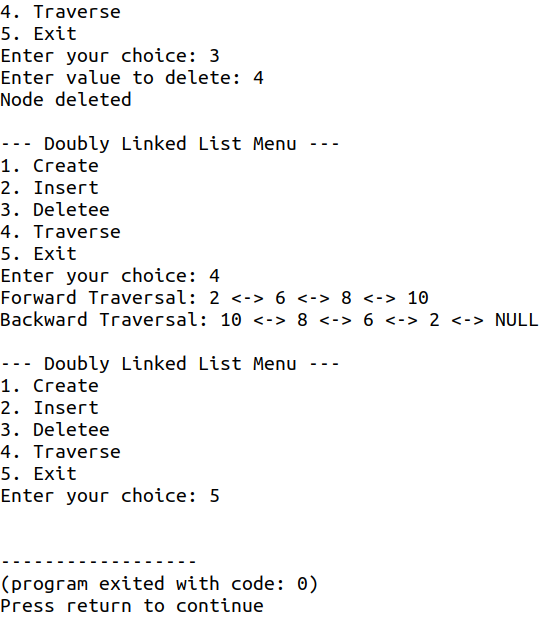 4. Traverse
5. Exit
Enter your choice: 3
Enter value to delete: 4
Node deleted
--- Doubly Linked List Menu ---
1. Create
2. Insert
3. Deletee
4. Traverse
5. Exit
Enter your choice: 4
Forward Traversal: 2 <-> 6 <-> 8 <-> 10
Backward Traversal: 10 <-> 8 <-> 6 <-> 2 <-> NULL
--- Doubly Linked List Menu ---
1. Create
2. Insert
3. Deletee
4. Traverse
5. Exit
Enter your choice: 5
------------------
(program exited with code: 0)
Press return to continue